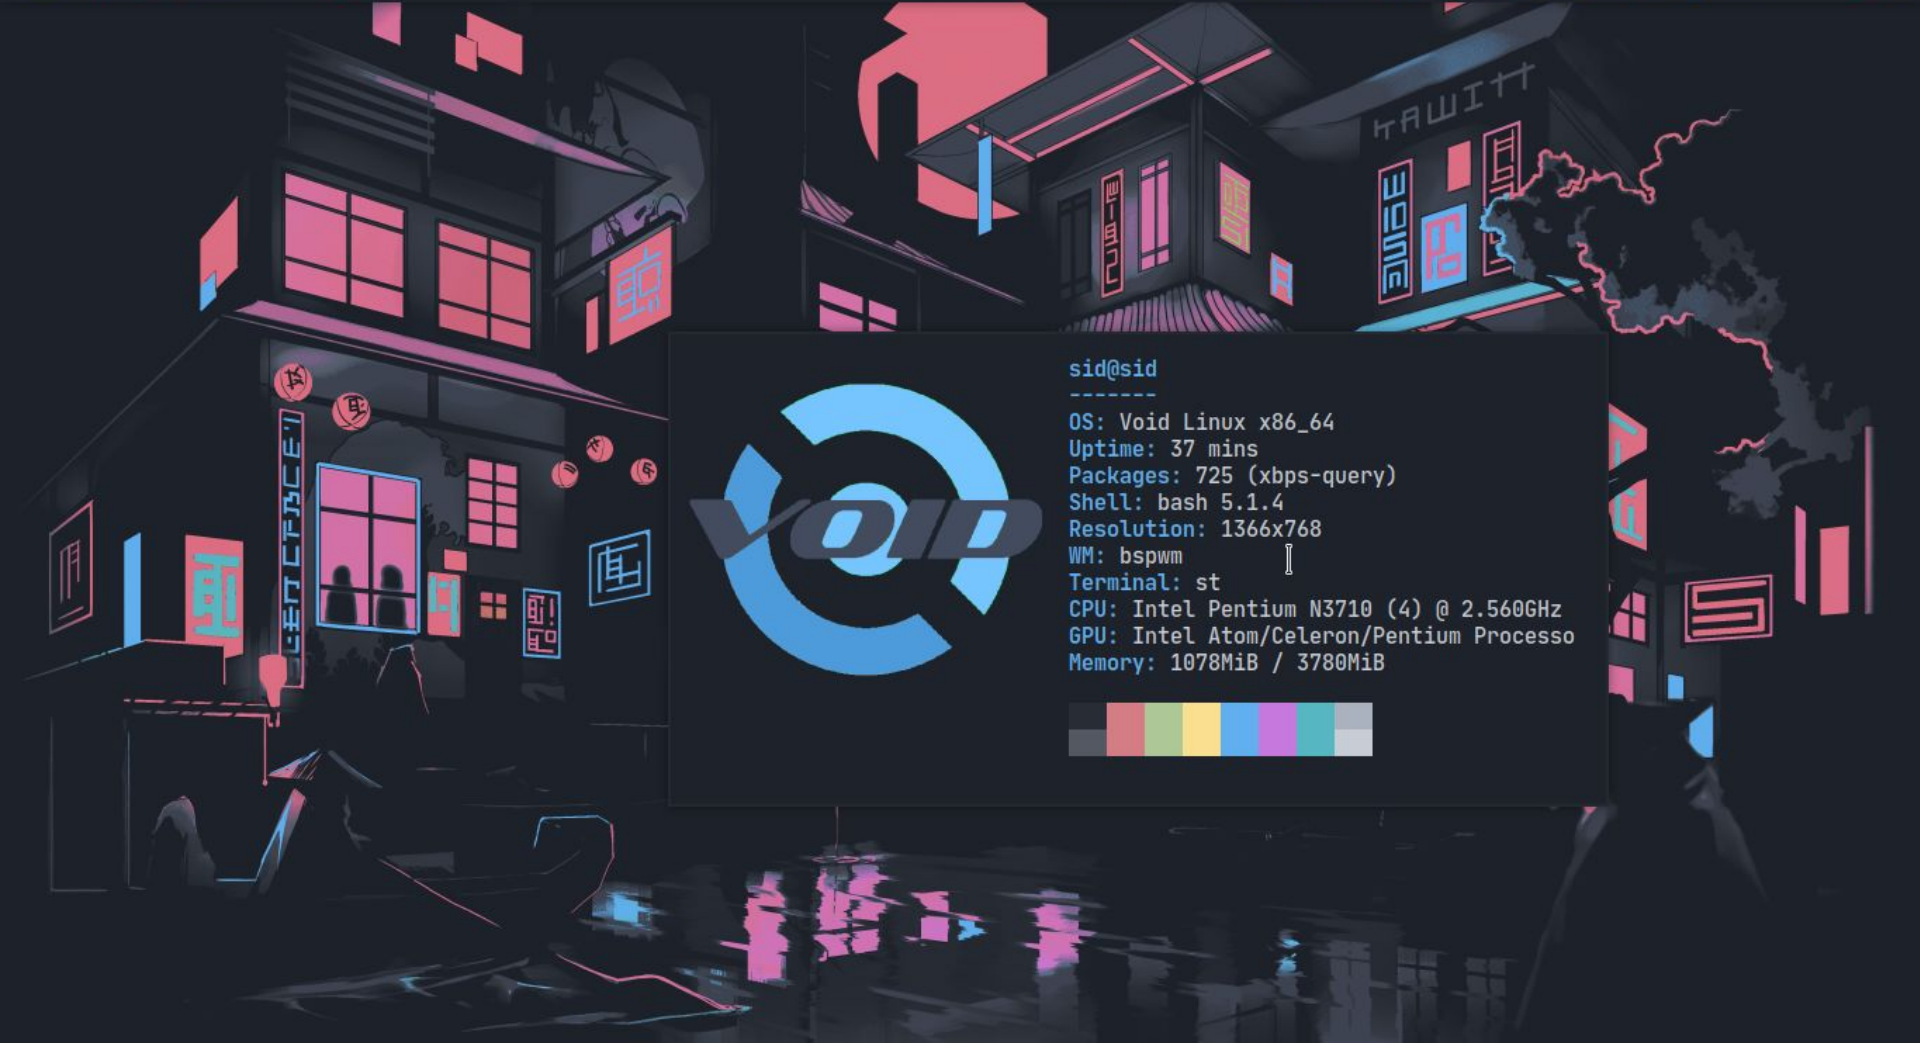 KAWITT
sid@sid
-------
OS: Void Linux x86_64
Uptime: 37 mins
Packages: 725 (xbps-query)
Shell: bash 5.1.4
Resolution: 1366x768
WM: bspwm
Terminal: st
CPU: Intel Pentium N3710 (4) @ 2.560GHz
GPU: Intel Atom/Celeron/Pentium Processo
Memory: 1078MiB / 3780MiB
VOID